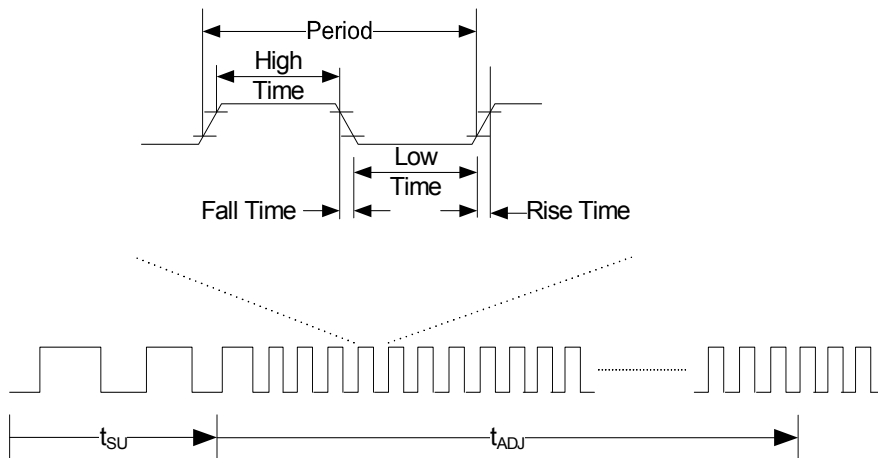 Period
High
Time
Low
Time
Fall Time
Rise Time
tSU
tADJ